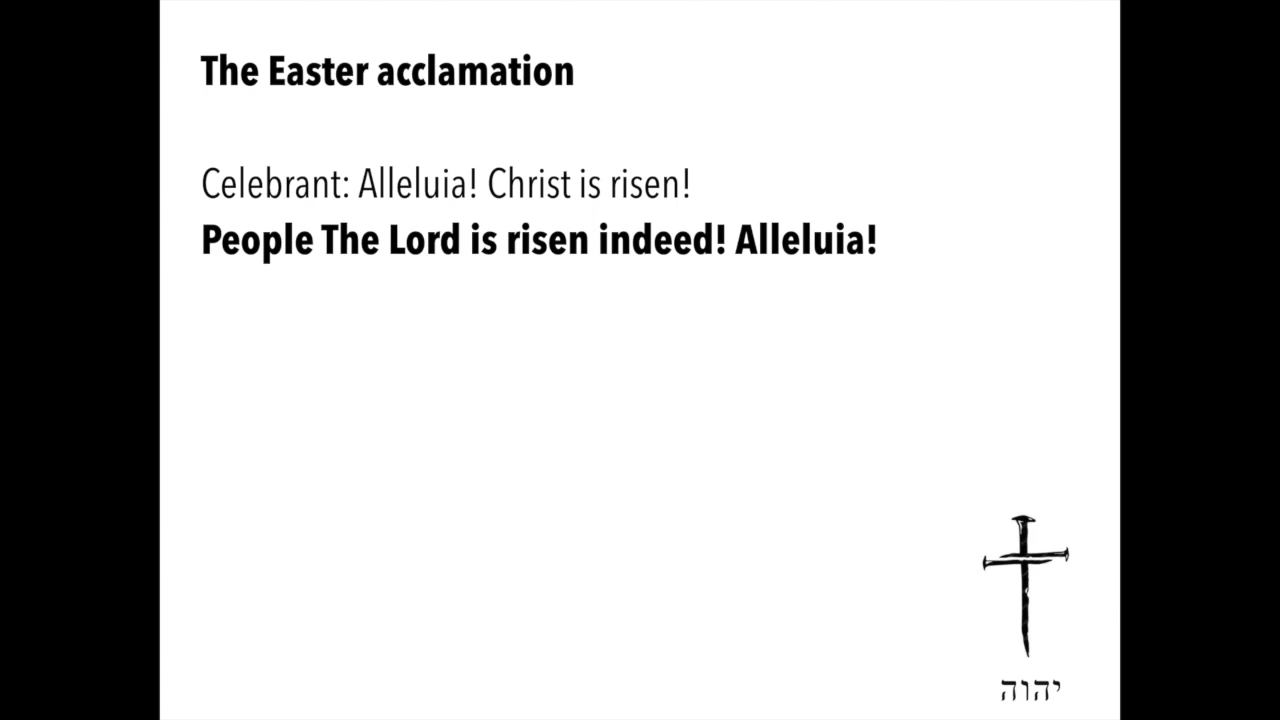 The Easter acclamation
Celebrant: Alleluia! Christ is risen!
People The Lord is risen indeed! Alleluia!
יהוה